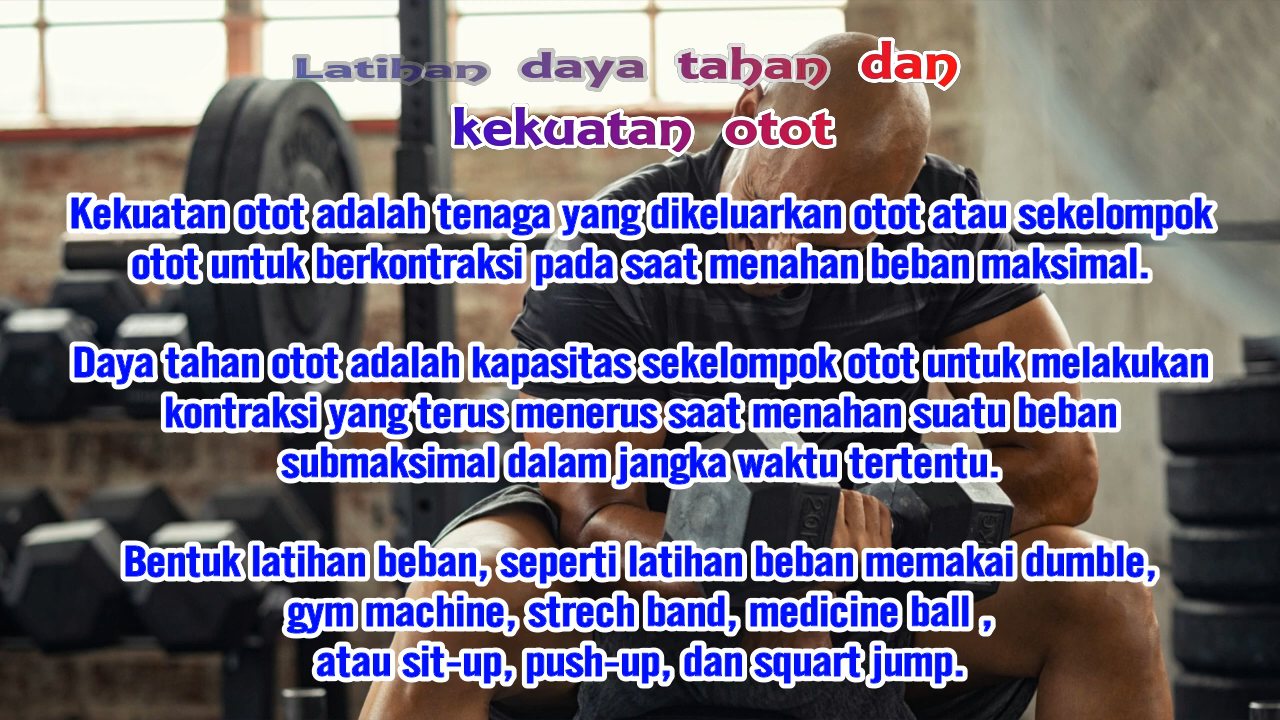 Latihan daya tahan dan
kekuatan otot
Kekuatan otot adalah tenaga yang dikeluarkan otot atau sekelompok
otot untuk berkontraksi pada saat menahan beban maksimal.
Daya tahan otot adalah kapasitas sekelompok otot untuk melakukan
kontraksi yang terus menerus saat menahan suatu beban
submaksimal dalam jangka waktu tertentu.
Bentuk latihan beban, seperti latihan beban memakai dumble,
gym machine, strech band, medicine ball ,
atau sit-up, push-up, dan squart jump.